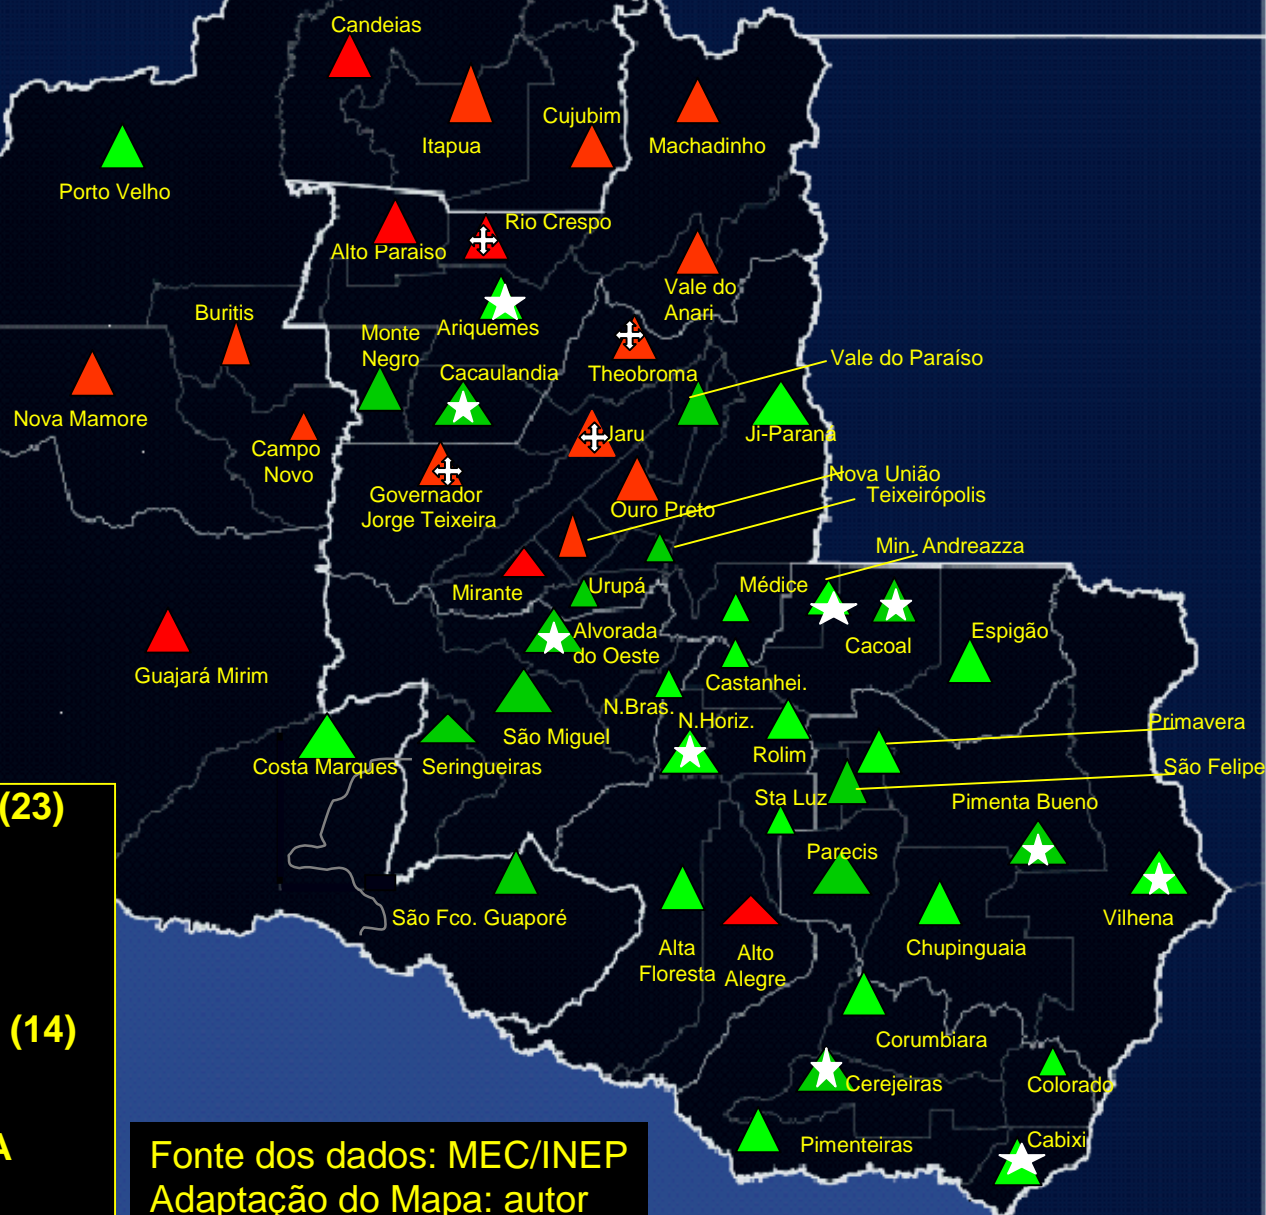 Candeias
Itapua
Cujubim
Machadinho
Porto Velho
Rio Crespo
Alto Paraiso
Vale do
Anari
Buritis
Monte
Negro
Ariquemes
Cacaulandia
Theobroma
Vale do Paraíso
Nova Mamore
Campo
Novo
Jaru
Ji-Paraná
Governador
Jorge Teixeira
Ouro Preto
Nova União
Teixeirópolis
Min. Andreazza
Mirante
Urupá
Médice
Cacoal
Espigão
Alvorada
do Oeste
Guajará Mirim
Castanhei.
N.Bras.
N.Horiz.
São Miguel
Rolim
Primavera
Costa Marques
Seringueiras
São Felipe
Sta Luz
Pimenta Bueno
(23)
Parecis
São Fco. Guaporé
Vilhena
Alta
Floresta
Alto
Alegre
Chupinguaia
(14)
Corumbiara
Cerejeiras
Colorado
A
Pimenteiras
Cabixi
Fonte dos dados: MEC/INEP
Adaptação do Mapa: autor